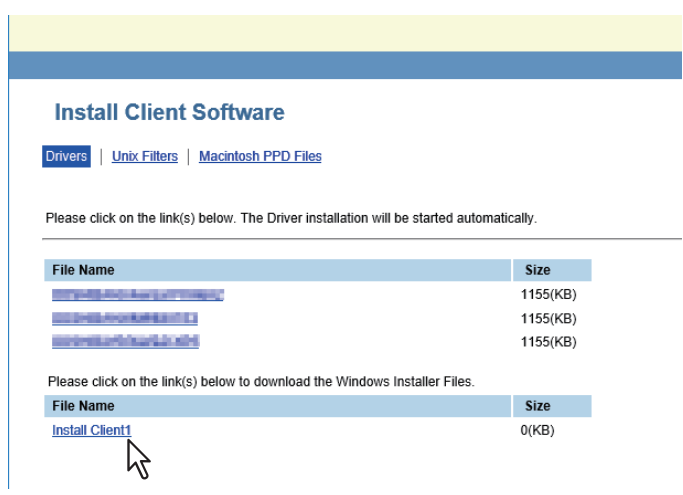 Install Client Software
Drivers | Unix Filters | Macintosh PPD Files
Please click on the link(s) below. The Driver installation will be started automatically.
File Name Size
1155(KB)
1155(KB)
1155(KB)
Please click on the link(s) below to download the Windows Installer Files.
File Name Size
Install Client1 0(KB)